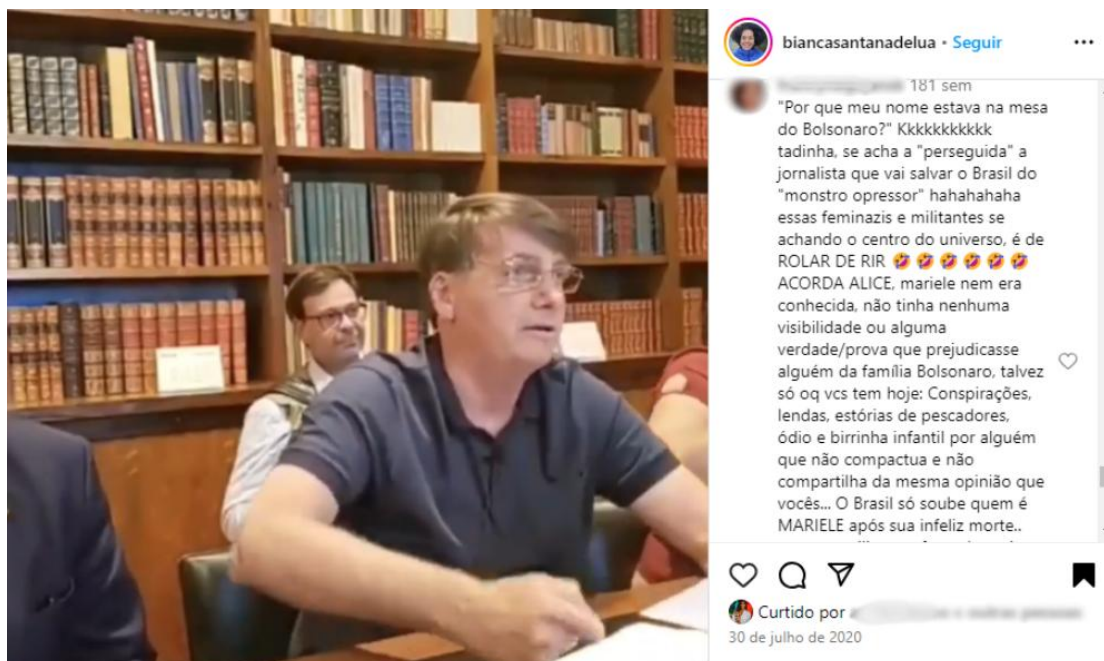 biancasantanadelua • Seguir
181 sem
"Por que meu nome estava na mesa
do Bolsonaro?" Kkkkkkkkkkk
tadinha, se acha a "perseguida" a
jornalista que vai salvar o Brasil do
"monstro opressor" hahahahaha
essas feminazis e militantes se
achando o centro do universo, é de
ROLAR DE RIR 🤣 🤣 🤣 🤣 🤣 🤣
ACORDA ALICE, mariele nem era
conhecida, não tinha nenhuma
visibilidade ou alguma
verdade/prova que prejudicasse
alguém da família Bolsonaro, talvez
só oq vcs tem hoje: Conspirações,
lendas, estórias de pescadores,
ódio e birrinha infantil por alguém
que não compactua e não
compartilha da mesma opinião que
vocês... O Brasil só soube quem é
MARIELE após sua infeliz morte..
Curtido por
30 de julho de 2020